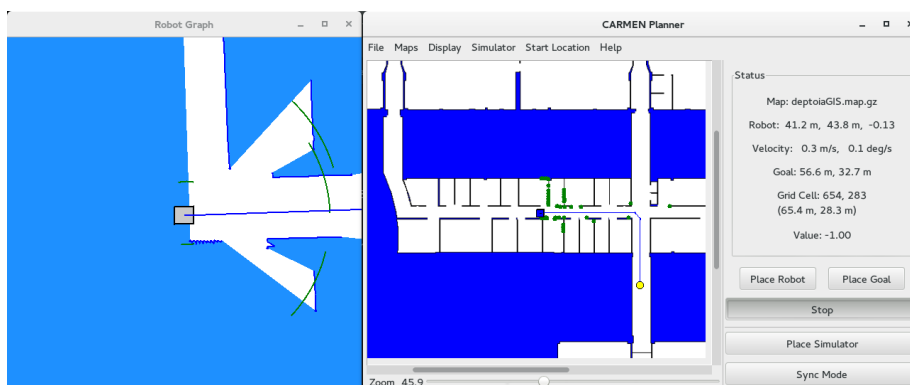 Robot Graph
CARMEN Planner
File Maps Display Simulator Start Location Help
Status
Map: deptoiaGIS.map.gz
Robot: 41.2 m, 43.8 m, -0.13
Velocity: 0.3 m/s, 0.1 deg/s
Goal: 56.6 m, 32.7 m
Grid Cell: 654, 283
(65.4 m, 28.3 m)
Value: -1.00
Place Robot Place Goal
Stop
Place Simulator
Sync Mode
Zoom 45.9